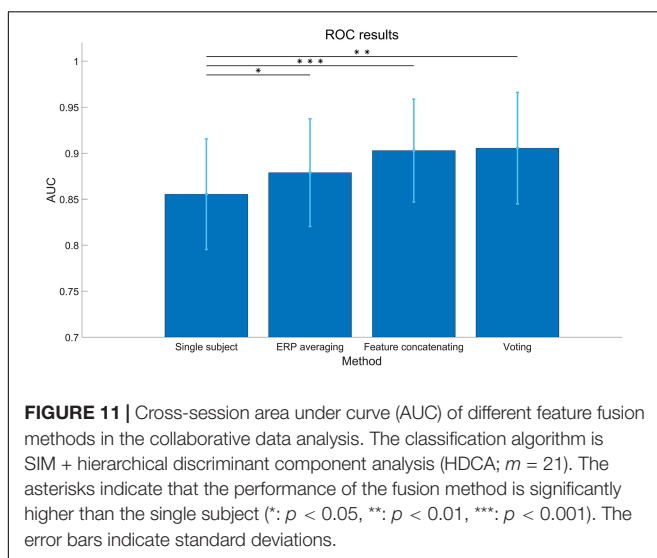 ROC results
1
0.95
0.9
0.85
0.8
0.75
0.7
AUC
* *
* * *
*
Single subject ERP averaging Feature concatenating Voting
Method
FIGURE 11 | Cross-session area under curve (AUC) of different feature fusion
methods in the collaborative data analysis. The classification algorithm is
SIM + hierarchical discriminant component analysis (HDCA; m = 21). The
asterisks indicate that the performance of the fusion method is significantly
higher than the single subject (*: p < 0.05, **: p < 0.01, ***: p < 0.001). The
error bars indicate standard deviations.